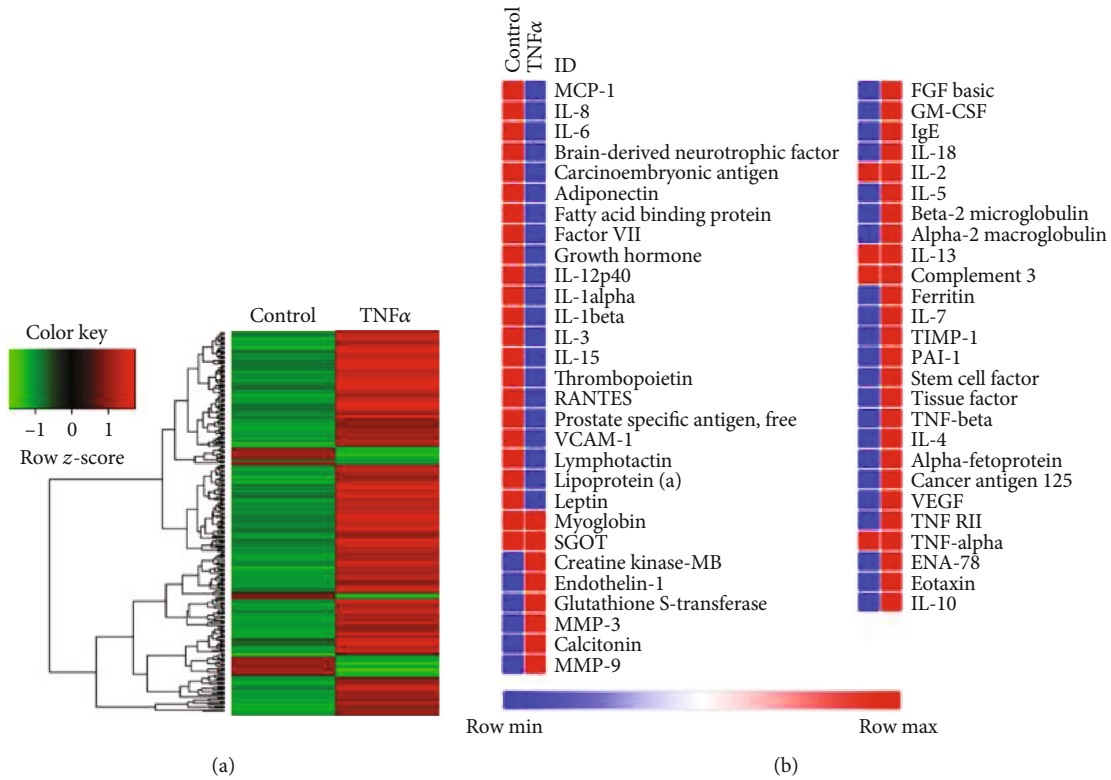 Color key
−1 0 1
Row z-score
Control TNFα
(a)
Control
TNFα
ID
MCP-1
IL-8
IL-6
Brain-derived neurotrophic factor
Carcinoembryonic antigen
Adiponectin
Fatty acid binding protein
Factor VII
Growth hormone
IL-12p40
IL-1alpha
IL-1beta
IL-3
IL-15
Thrombopoietin
RANTES
Prostate specific antigen, free
VCAM-1
Lymphotactin
Lipoprotein (a)
Leptin
Myoglobin
SGOT
Creatine kinase-MB
Endothelin-1
Glutathione S-transferase
MMP-3
Calcitonin
MMP-9
FGF basic
GM-CSF
IgE
IL-18
IL-2
IL-5
Beta-2 microglobulin
Alpha-2 macroglobulin
IL-13
Complement 3
Ferritin
IL-7
TIMP-1
PAI-1
Stem cell factor
Tissue factor
TNF-beta
IL-4
Alpha-fetoprotein
Cancer antigen 125
VEGF
TNF RII
TNF-alpha
ENA-78
Eotaxin
IL-10
Row min Row max
(b)